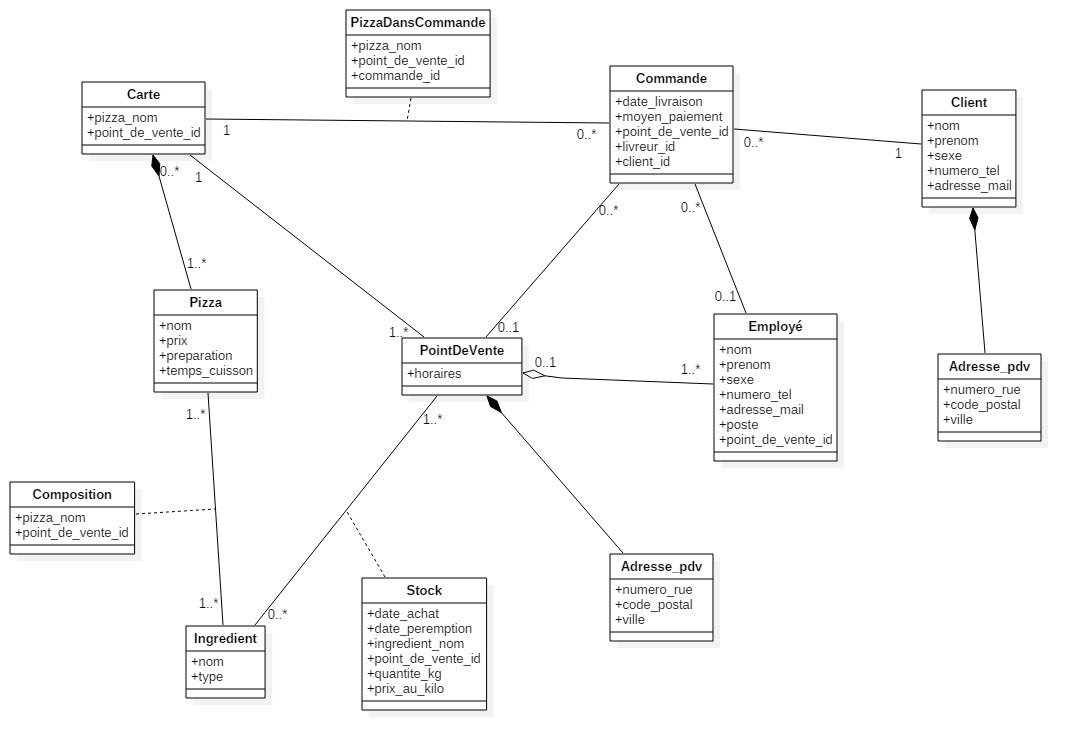 PizzaDansCommande
+pizza_nom
+point_de_vente_id
+commande_id
Carte
+pizza_nom
+point_de_vente_id
Commande
+date_livraison
+moyen_paiement
+point_de_vente_id
+livreur_id
+client_id
Client
+nom
+prenom
+sexe
+numero_tel
+adresse_mail
1
0..*
0..*
1
0..*
1
0..*
0..*
1..*
0..1
1..*
0..1
Pizza
+nom
+prix
+preparation
+temps_cuisson
PointDeVente
+horaires
0..1
1..*
Employé
+nom
+prenom
+sexe
+numero_tel
+adresse_mail
+poste
+point_de_vente_id
Adresse_pdv
+numero_rue
+code_postal
+ville
1..*
1..*
Composition
+pizza_nom
+point_de_vente_id
Adresse_pdv
+numero_rue
+code_postal
+ville
1..*
0..*
Ingredient
+nom
+type
Stock
+date_achat
+date_peremption
+ingredient_nom
+point_de_vente_id
+quantite_kg
+prix_au_kilo